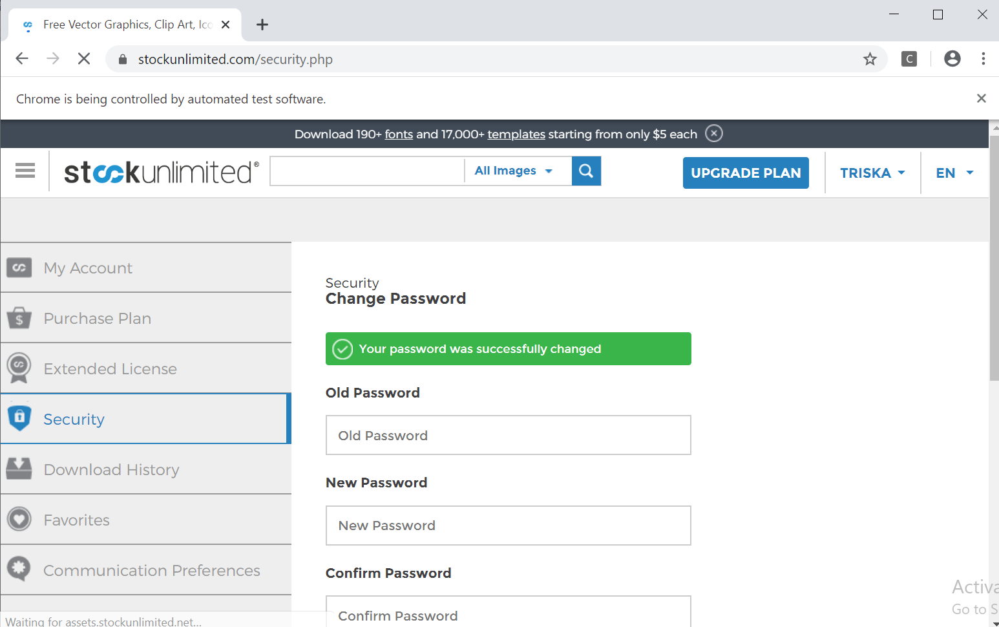 Free Vector Graphics, Clip Art, Ico
stockunlimited.com/security.php
C
Chrome is being controlled by automated test software.
Download 190+ fonts and 17,000+ templates starting from only $5 each
stockunlimited®
All Images
UPGRADE PLAN
TRISKA
EN
My Account
Purchase Plan
Extended License
Security
Download History
Favorites
Communication Preferences
Security
Change Password
Your password was successfully changed
Old Password
Old Password
New Password
New Password
Confirm Password
Confirm Password
Activa
Go to S
Waiting for assets.stockunlimited.net...